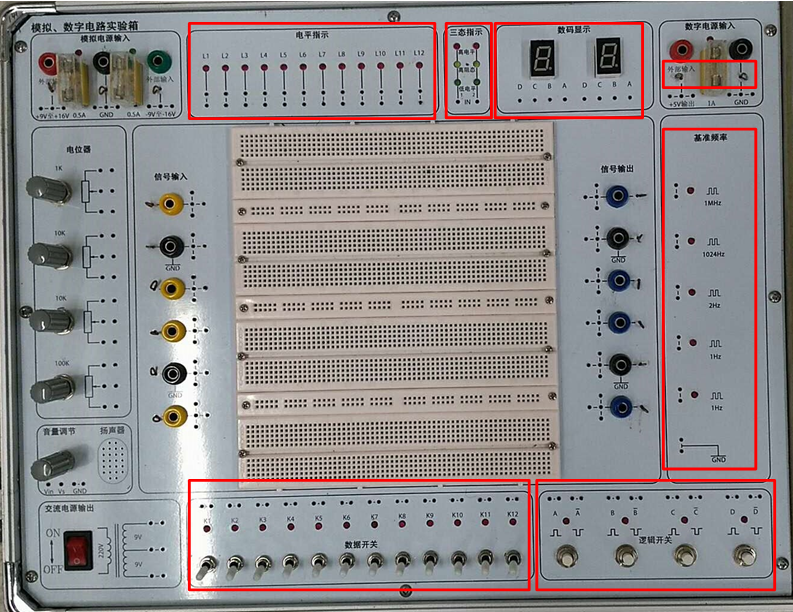 模拟、数字电路实验箱
模拟电源输入
外部输入
外部输入
+9V至+16V 0.5A GND 0.5A -9V至-16V
电平指示
L1 L2 L3 L4 L5 L6 L7 L8 L9 L10 L11 L12
三态指示
高电平
高阻态
低电平
1 2
IN
数码显示
D C B A D C B A
数字电源输入
外部输入
+5V输出 1A GND
电位器
1K
10K
10K
100K
信号输入
GND
GND
信号输出
GND
GND
基准频率
1MHz
1024Hz
2Hz
1Hz
1Hz
GND
音量调节 扬声器
Vin Vs GND
交流电源输出
ON
OFF
220V
9V
9V
K1 K2 K3 K4 K5 K6 K7 K8 K9 K10 K11 K12
数据开关
A A̅ B B̅ C C̅ D D̅
逻辑开关